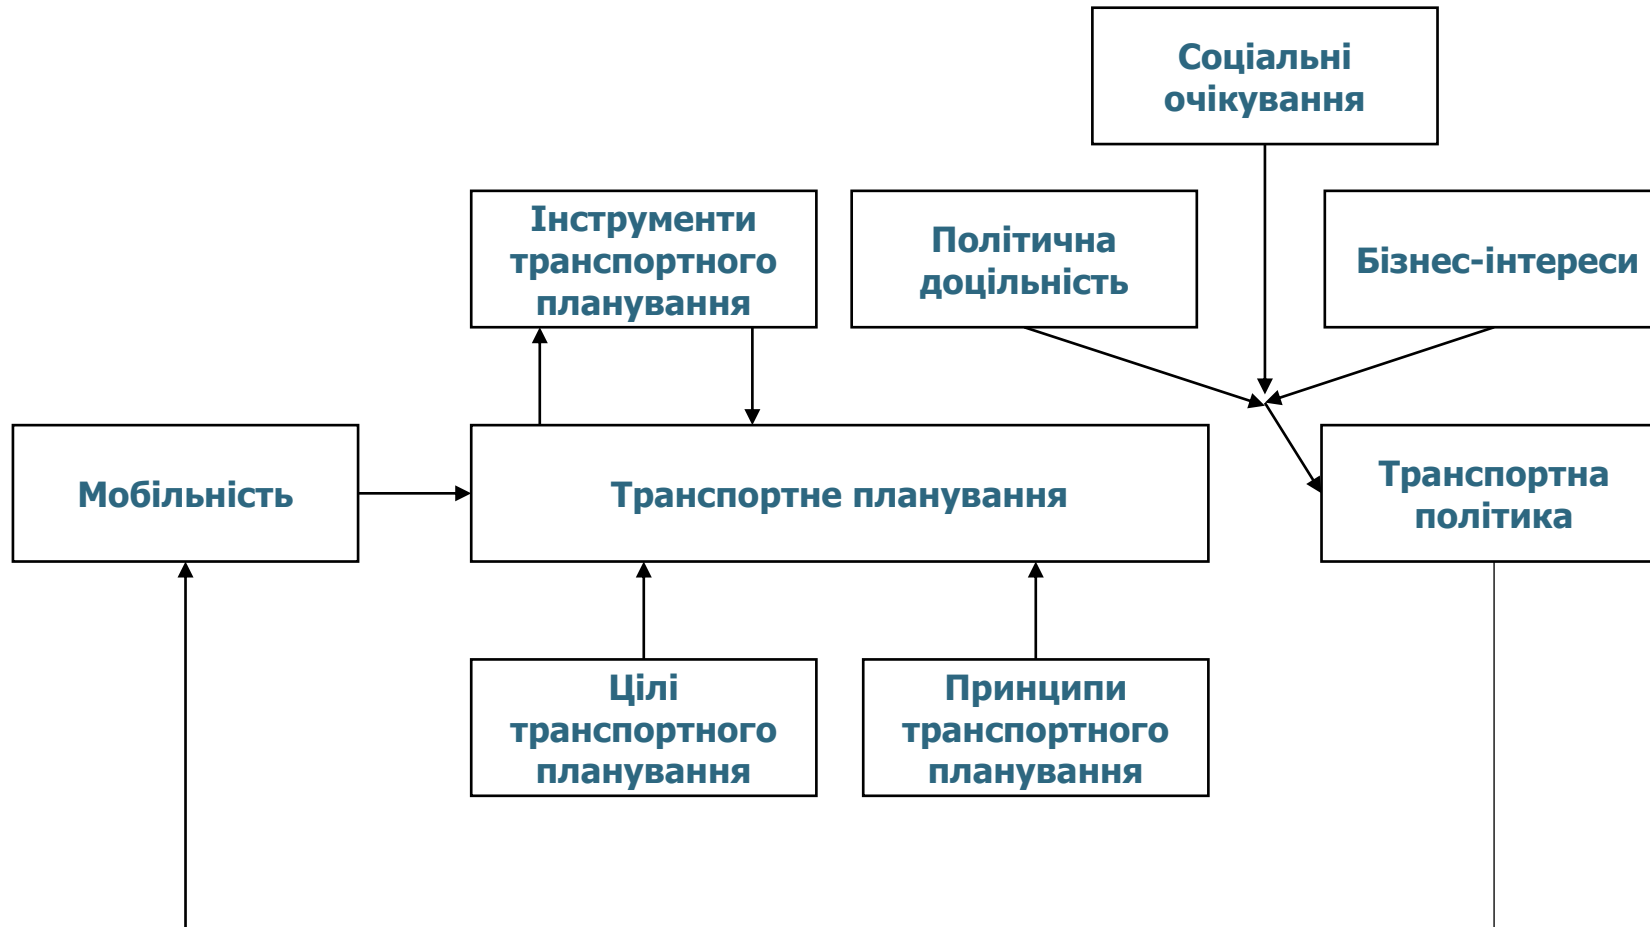 Соціальні
очікування
Інструменти
транспортного
планування
Політична
доцільність
Бізнес-інтереси
Мобільність
Транспортне планування
Транспортна
політика
Цілі
транспортного
планування
Принципи
транспортного
планування